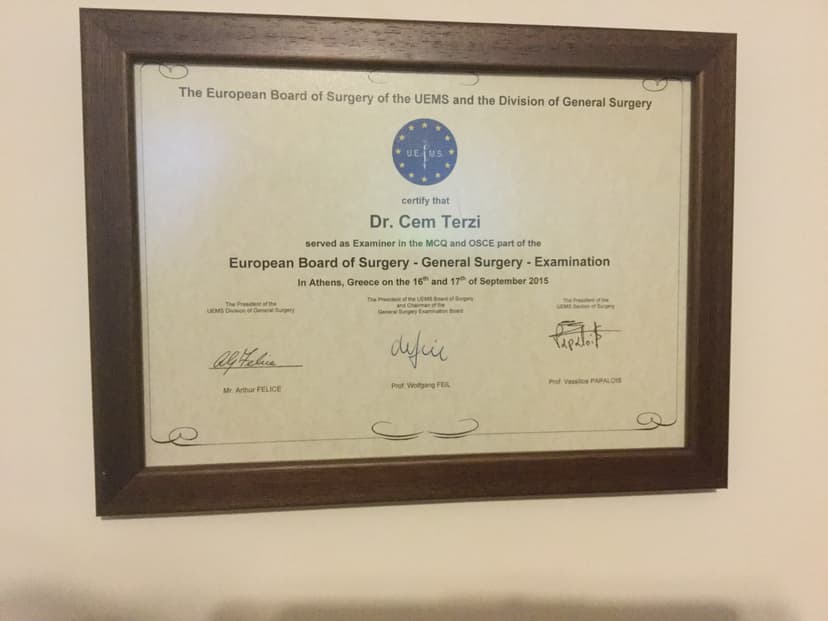 The European Board of Surgery of the UEMS and the Division of General Surgery
U.E.M.S.
certify that
Dr. Cem Terzi
served as Examiner in the MCQ and OSCE part of the
European Board of Surgery - General Surgery - Examination
In Athens, Greece on the 16th and 17th of September 2015
The President of the
UEMS Division of General Surgery
Mr. Arthur FELICE
The President of the UEMS Board of Surgery
and Chairman of the
General Surgery Examination Board
Prof. Wolfgang FEIL
The President of the
UEMS Section of Surgery
Prof. Vassilios PAPALOIS